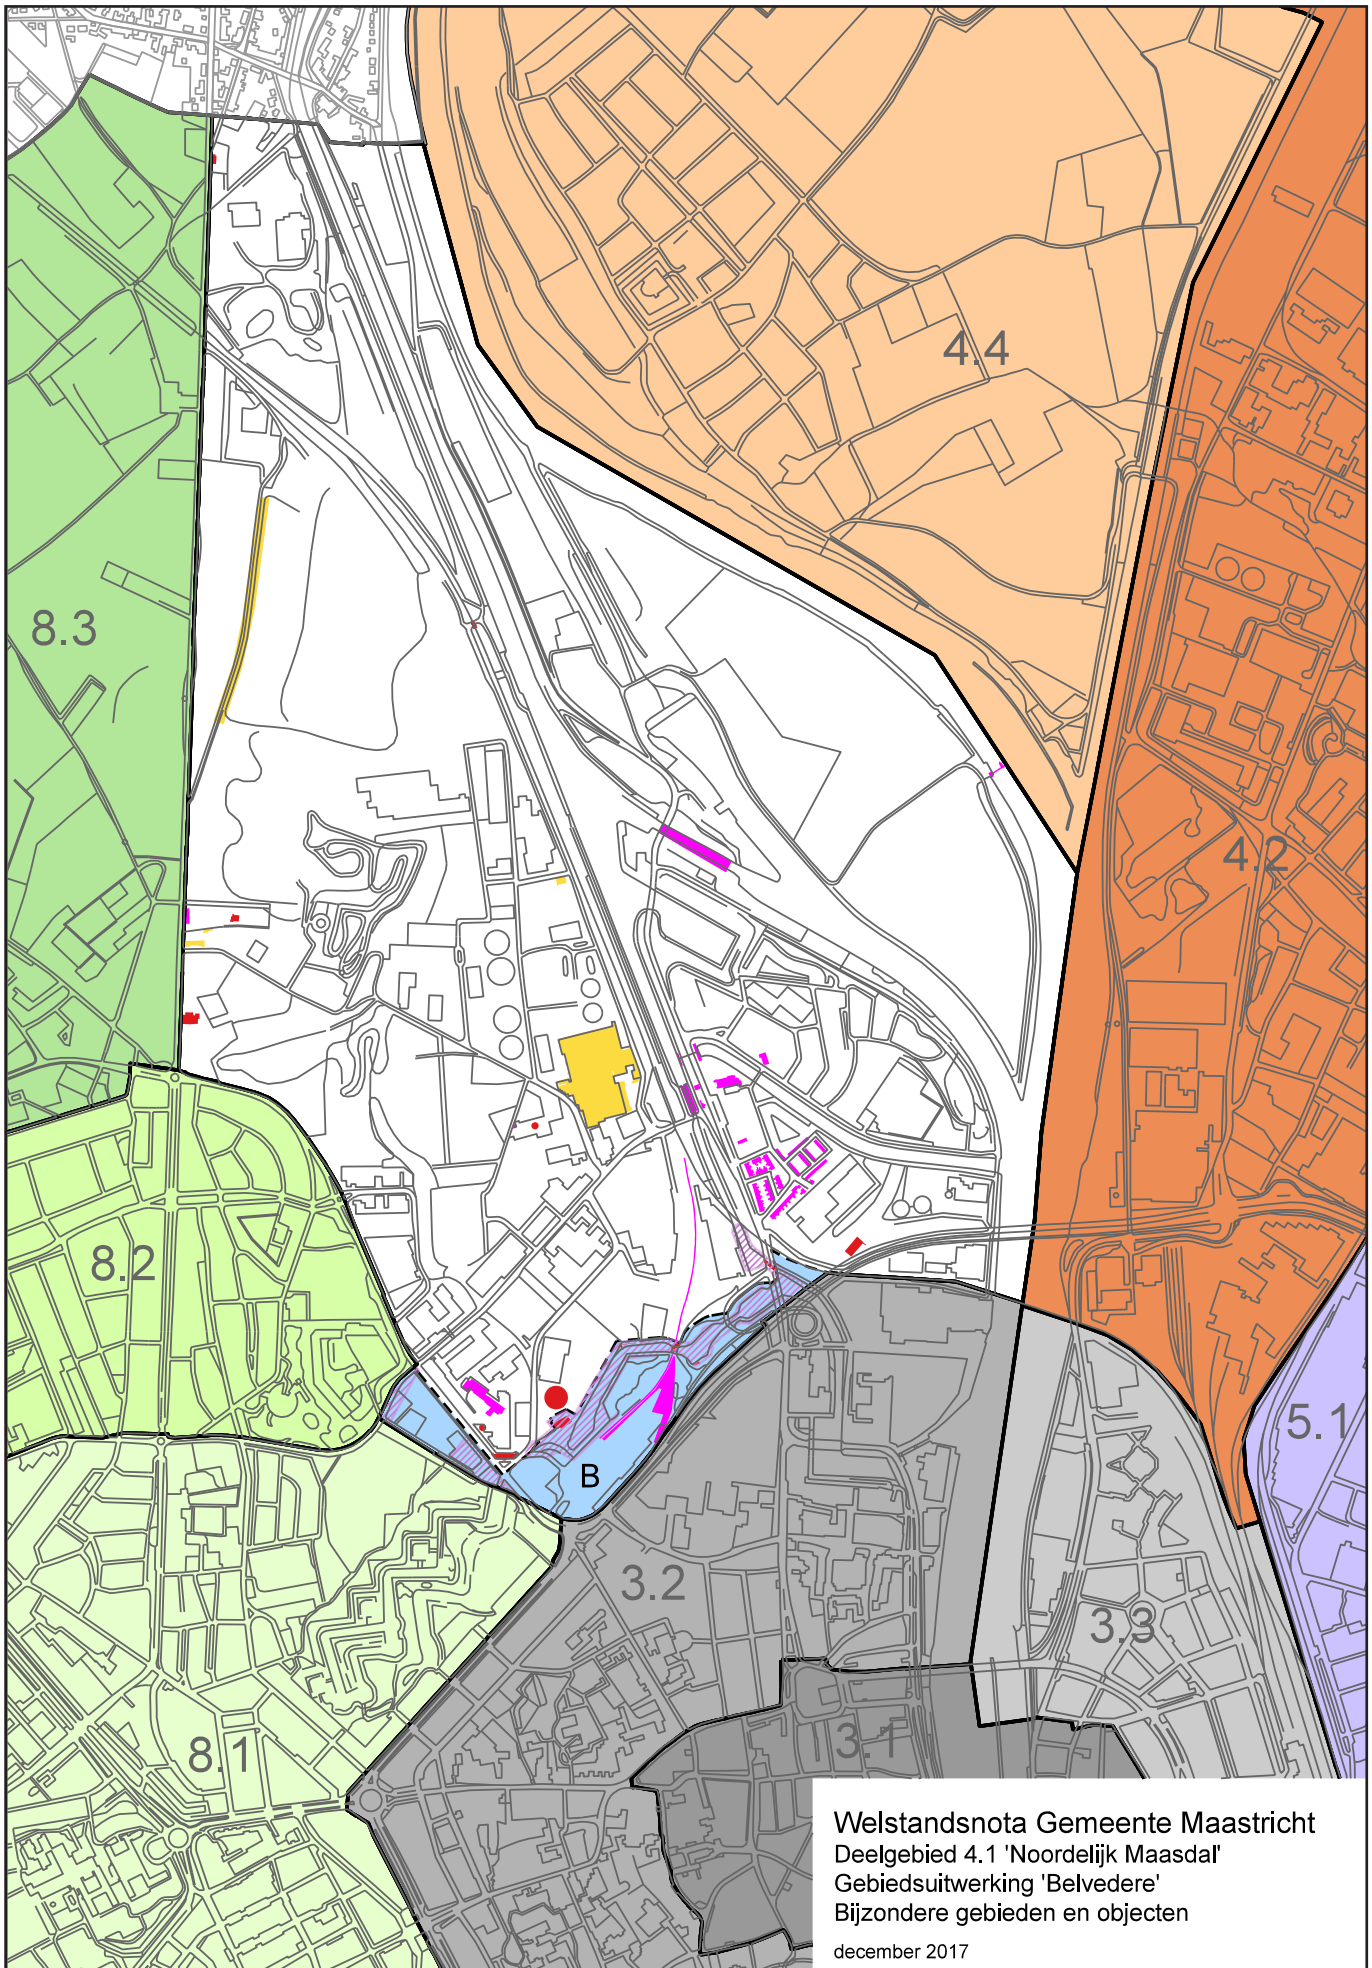 4.4
8.3
4.2
8.2
5.1
B
3.2
3.3
3.1
8.1
Welstandsnota Gemeente Maastricht
Deelgebied 4.1 'Noordelijk Maasdal'
Gebiedsuitwerking 'Belvedere'
Bijzondere gebieden en objecten
december 2017